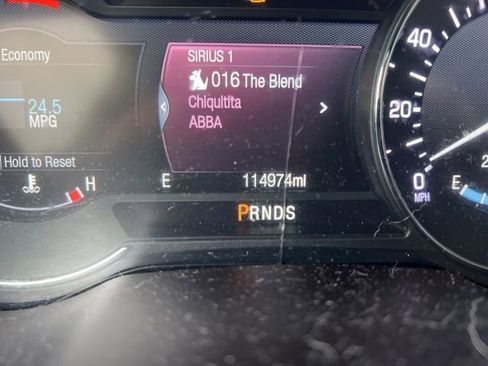 Economy
24.5
MPG
Hold to Reset
H
SIRIUS 1
016 The Blend
Chiquitita
ABBA
E
114974mi
PRNDS
40
20
0
MPH
E